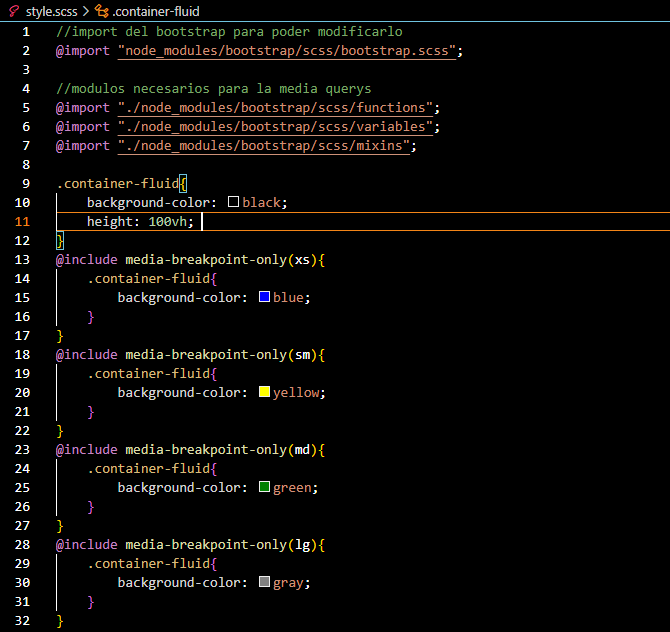 style.scss > .container-fluid
1 //import del bootstrap para poder modificarlo
2 @import "node_modules/bootstrap/scss/bootstrap.scss";
3
4 //modulos necesarios para la media querys
5 @import "./node_modules/bootstrap/scss/functions";
6 @import "./node_modules/bootstrap/scss/variables";
7 @import "./node_modules/bootstrap/scss/mixins";
8
9 .container-fluid{
10 background-color: black;
11 height: 100vh;
12 }
13 @include media-breakpoint-only(xs){
14 .container-fluid{
15 background-color: blue;
16 }
17 }
18 @include media-breakpoint-only(sm){
19 .container-fluid{
20 background-color: yellow;
21 }
22 }
23 @include media-breakpoint-only(md){
24 .container-fluid{
25 background-color: green;
26 }
27 }
28 @include media-breakpoint-only(lg){
29 .container-fluid{
30 background-color: gray;
31 }
32 }